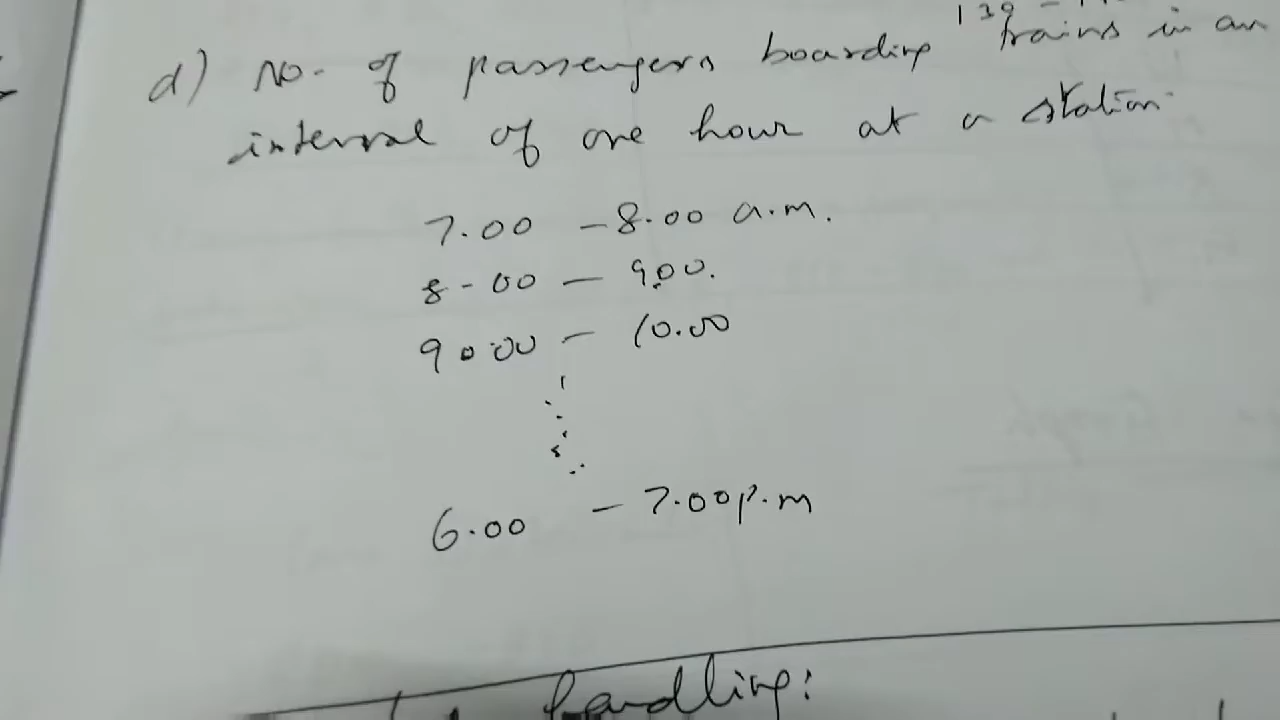 139 -
d) No. of passengers boarding trains in an
interval of one hour at a station.
7.00 - 8.00 a.m.
8-00 - 9.00.
9.00 - 10.00
6.00 - 7.00 p.m
handling: